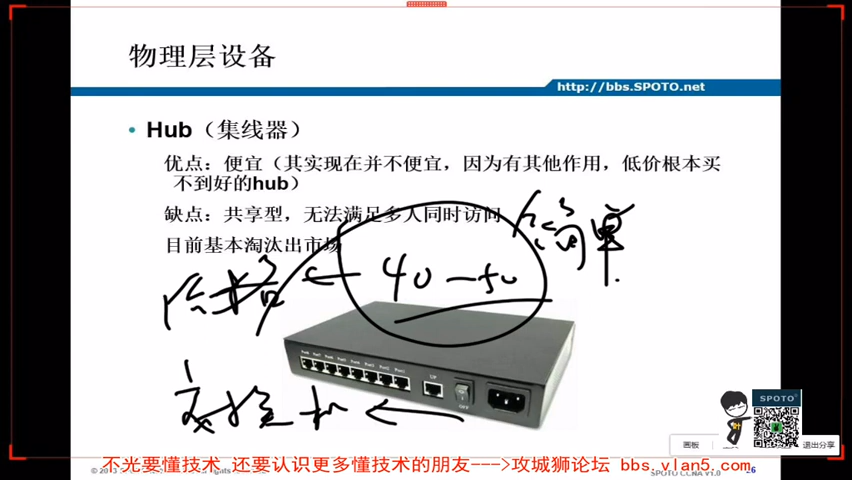 物理层设备
http://bbs.SPOTO.net
• Hub（集线器）
优点：便宜（其实现在并不便宜，因为有其他作用，低价根本买
不到好的hub）
缺点：共享型，无法满足多人同时访问
简单
目前基本淘汰出市场
40—50
交换机
SPOTO
画板
退出分享
不光要懂技术 还要认识更多懂技术的朋友--->攻城狮论坛 bbs.vlan5.com
SPOTO CCNA V1.0